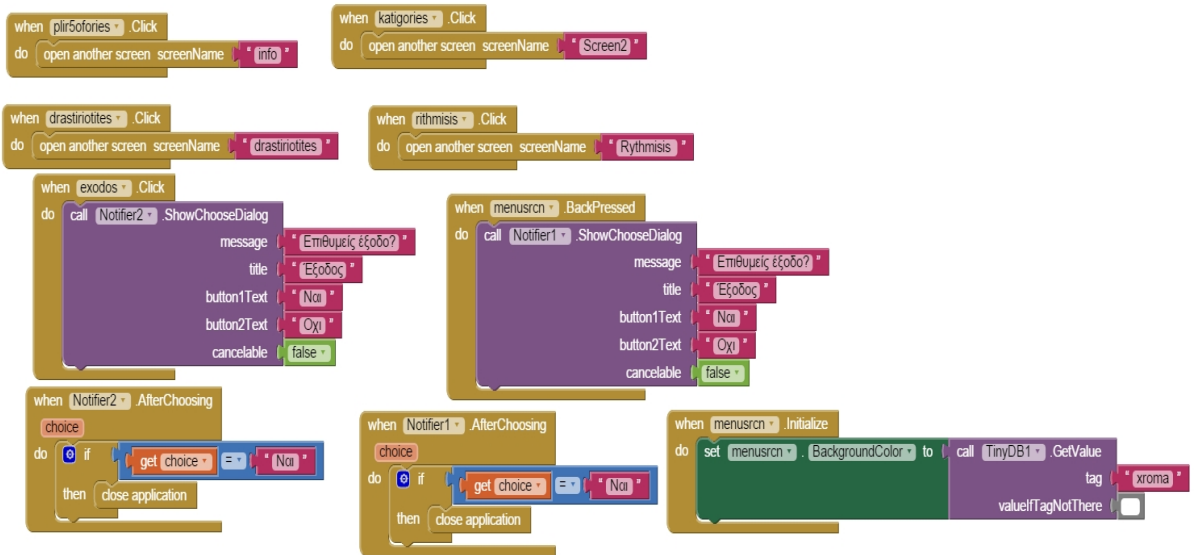 when plir5ofories .Click
do open another screen screenName " info "
when katigories .Click
do open another screen screenName " Screen2 "
when drastiriotites .Click
do open another screen screenName " drastiriotites "
when rithmisis .Click
do open another screen screenName " Rythmisis "
when exodos .Click
do call Notifier2 .ShowChooseDialog
message " Επιθυμείς έξοδο? "
title " Έξοδος "
button1Text " Ναι "
button2Text " Οχι "
cancelable false
when menusrcn .BackPressed
do call Notifier1 .ShowChooseDialog
message " Επιθυμείς έξοδο? "
title " Έξοδος "
button1Text " Ναι "
button2Text " Οχι "
cancelable false
when Notifier2 .AfterChoosing
choice
do if get choice = " Ναι "
then close application
when Notifier1 .AfterChoosing
choice
do if get choice = " Ναι "
then close application
when menusrcn .Initialize
do set menusrcn . BackgroundColor to call TinyDB1 .GetValue
tag " xroma "
valueIfTagNotThere